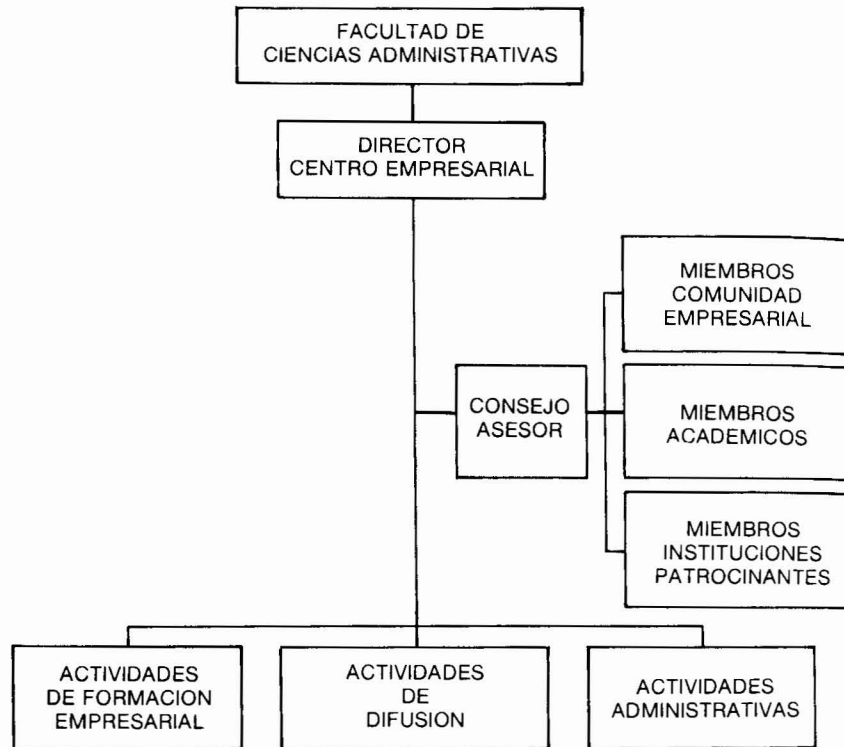 FACULTAD DE
CIENCIAS ADMINISTRATIVAS
DIRECTOR
CENTRO EMPRESARIAL
MIEMBROS
COMUNIDAD
EMPRESARIAL
CONSEJO
ASESOR
MIEMBROS
ACADEMICOS
MIEMBROS
INSTITUCIONES
PATROCINANTES
ACTIVIDADES
DE FORMACION
EMPRESARIAL
ACTIVIDADES
DE
DIFUSION
ACTIVIDADES
ADMINISTRATIVAS